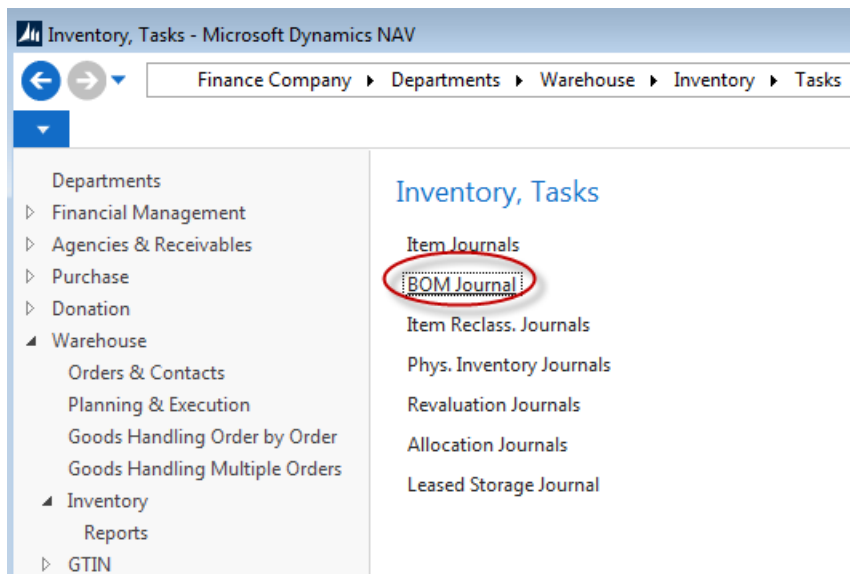 Inventory, Tasks - Microsoft Dynamics NAV
Finance Company Departments Warehouse Inventory Tasks
Departments
Financial Management
Agencies & Receivables
Purchase
Donation
Warehouse
Orders & Contacts
Planning & Execution
Goods Handling Order by Order
Goods Handling Multiple Orders
Inventory
Reports
GTIN
Inventory, Tasks
Item Journals
BOM Journal
Item Reclass. Journals
Phys. Inventory Journals
Revaluation Journals
Allocation Journals
Leased Storage Journal